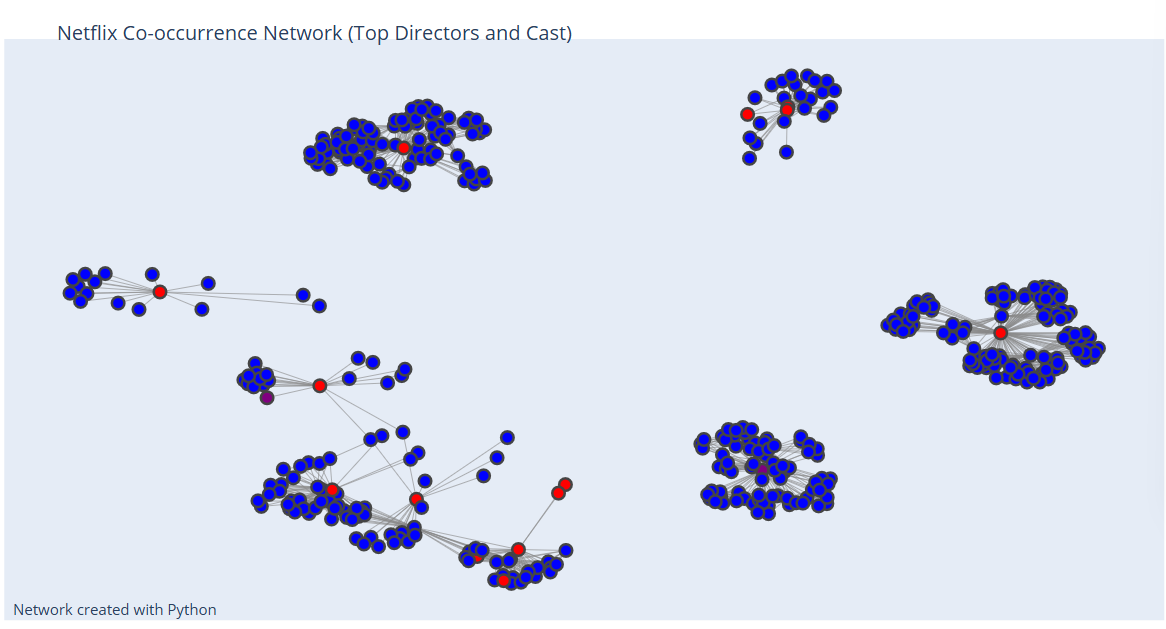 Netflix Co-occurrence Network (Top Directors and Cast)
Network created with Python